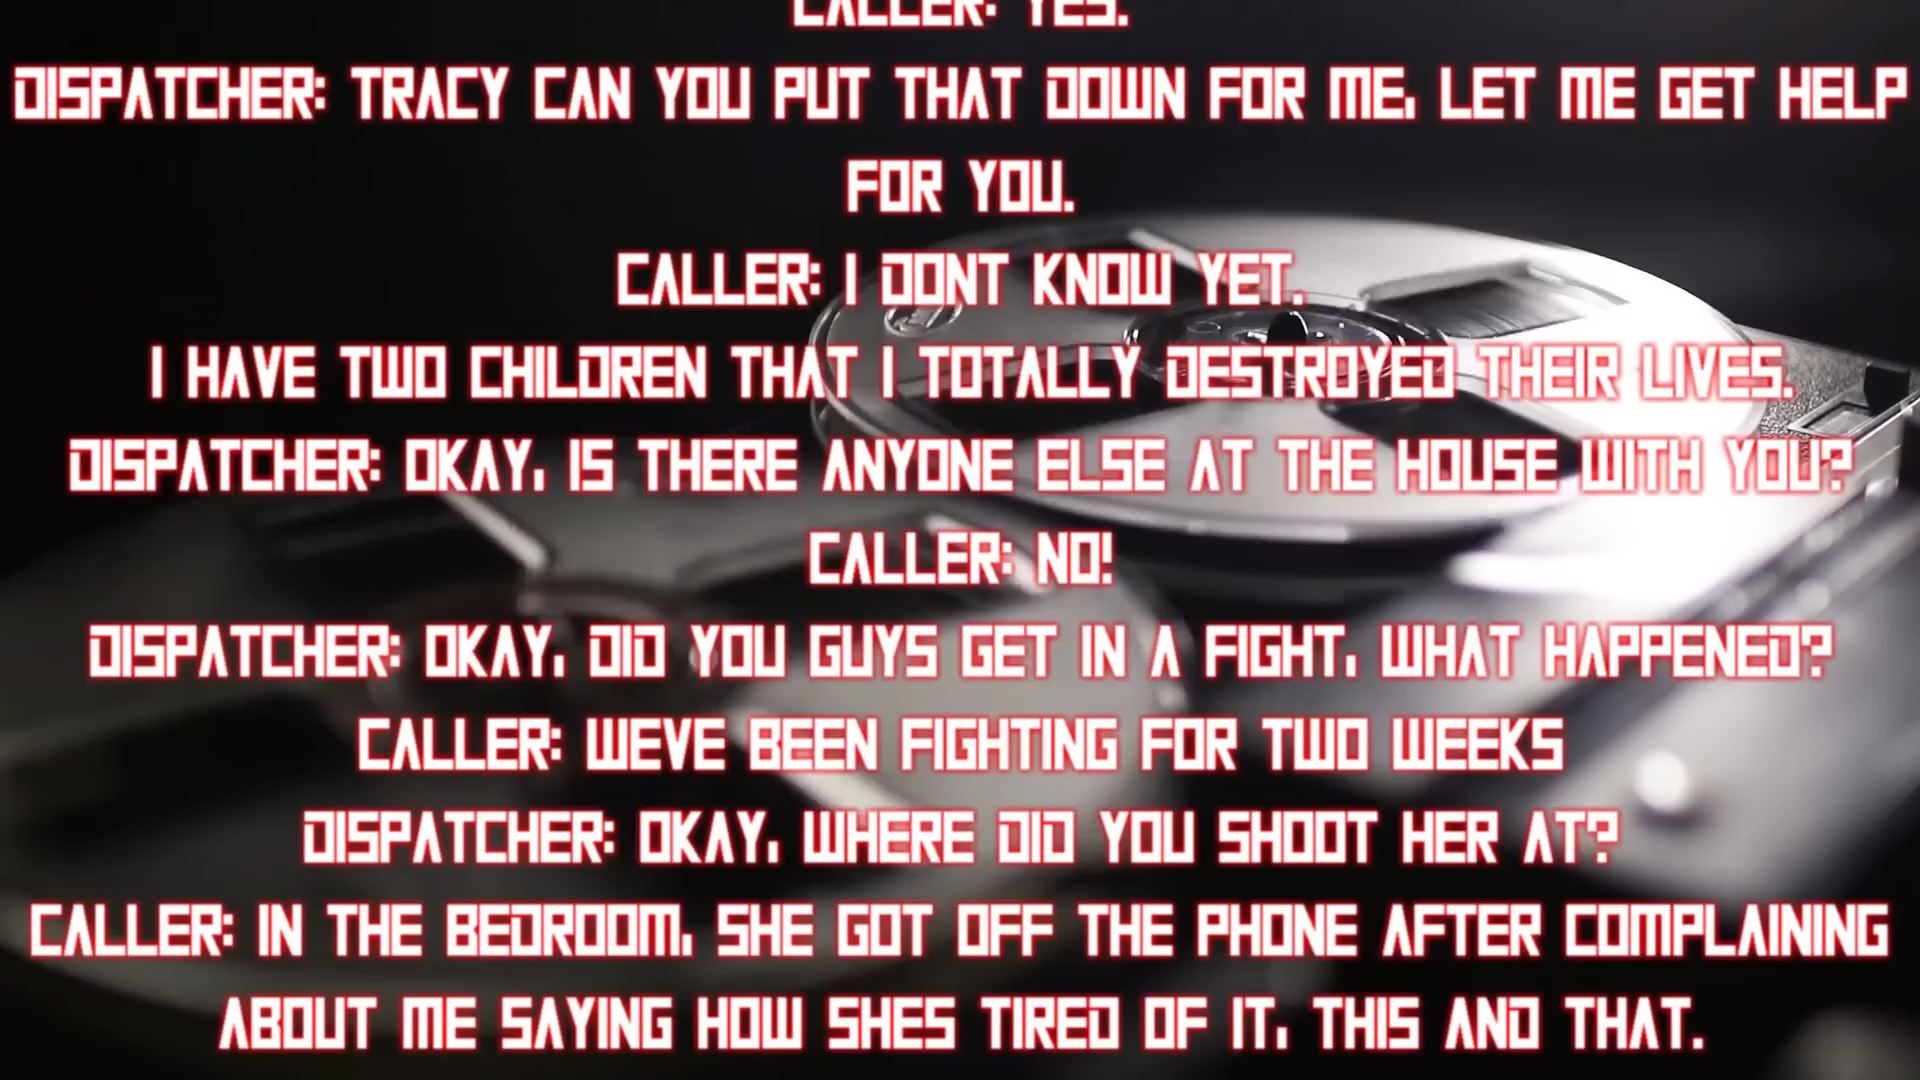 CALLER: YES.
DISPATCHER: TRACY CAN YOU PUT THAT DOWN FOR ME, LET ME GET HELP
FOR YOU.
CALLER: I DONT KNOW YET.
I HAVE TWO CHILDREN THAT I TOTALLY DESTROYED THEIR LIVES.
DISPATCHER: OKAY, IS THERE ANYONE ELSE AT THE HOUSE WITH YOU?
CALLER: NO!
DISPATCHER: OKAY, DID YOU GUYS GET IN A FIGHT, WHAT HAPPENED?
CALLER: WEVE BEEN FIGHTING FOR TWO WEEKS
DISPATCHER: OKAY, WHERE DID YOU SHOOT HER AT?
CALLER: IN THE BEDROOM, SHE GOT OFF THE PHONE AFTER COMPLAINING
ABOUT ME SAYING HOW SHES TIRED OF IT, THIS AND THAT.